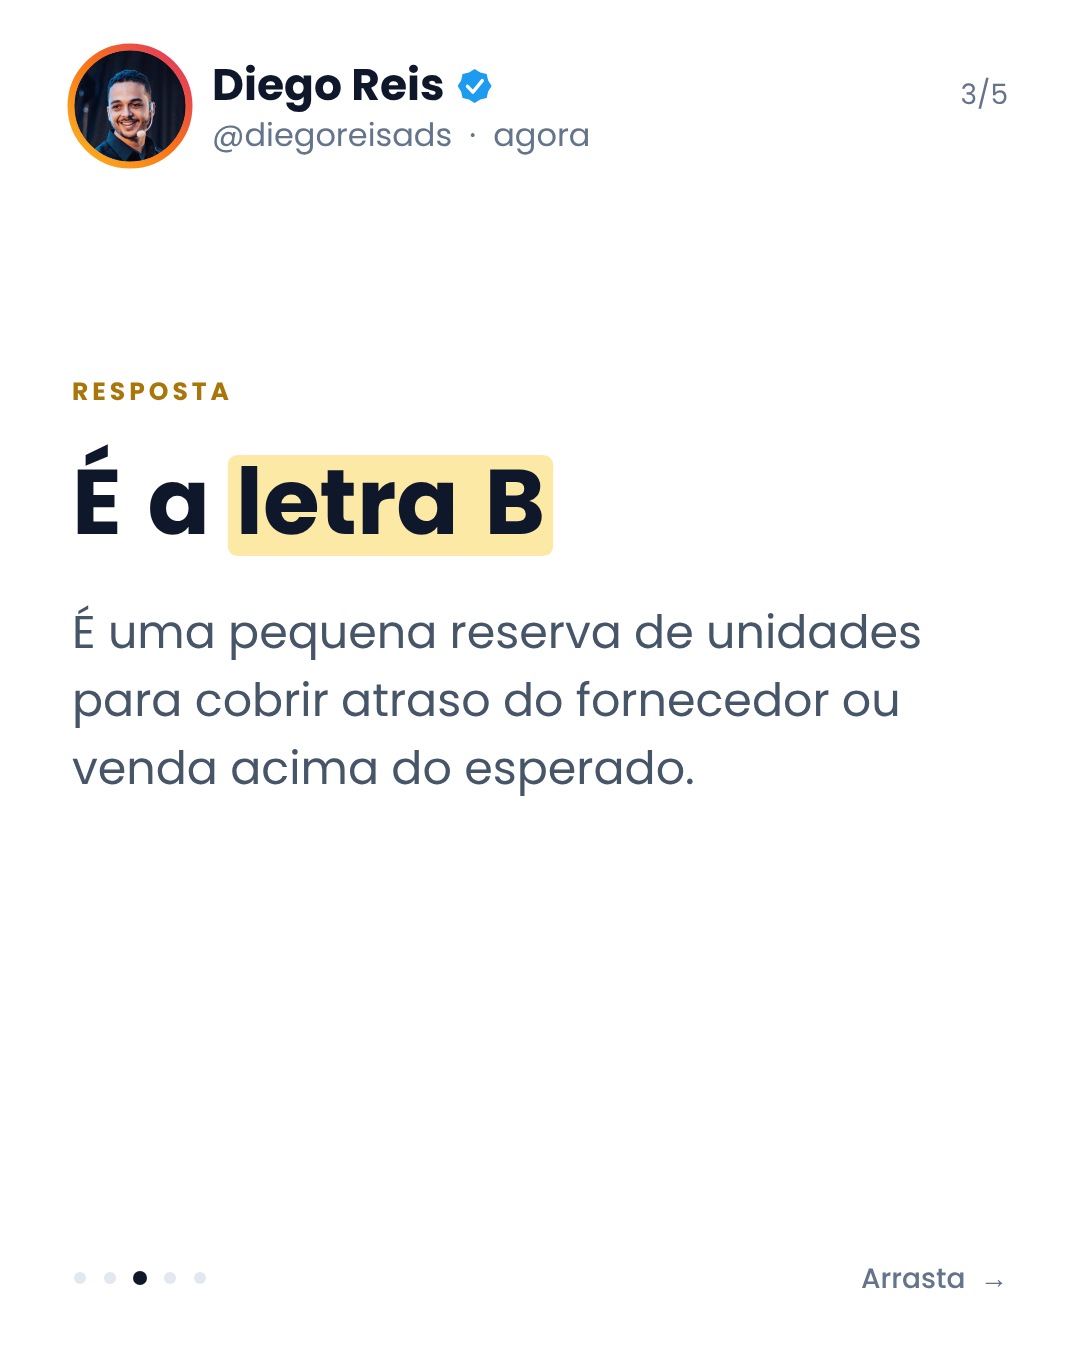 Diego Reis
@diegoreisads · agora
3/5
RESPOSTA
É a letra B
É uma pequena reserva de unidades
para cobrir atraso do fornecedor ou
venda acima do esperado.
Arrasta →